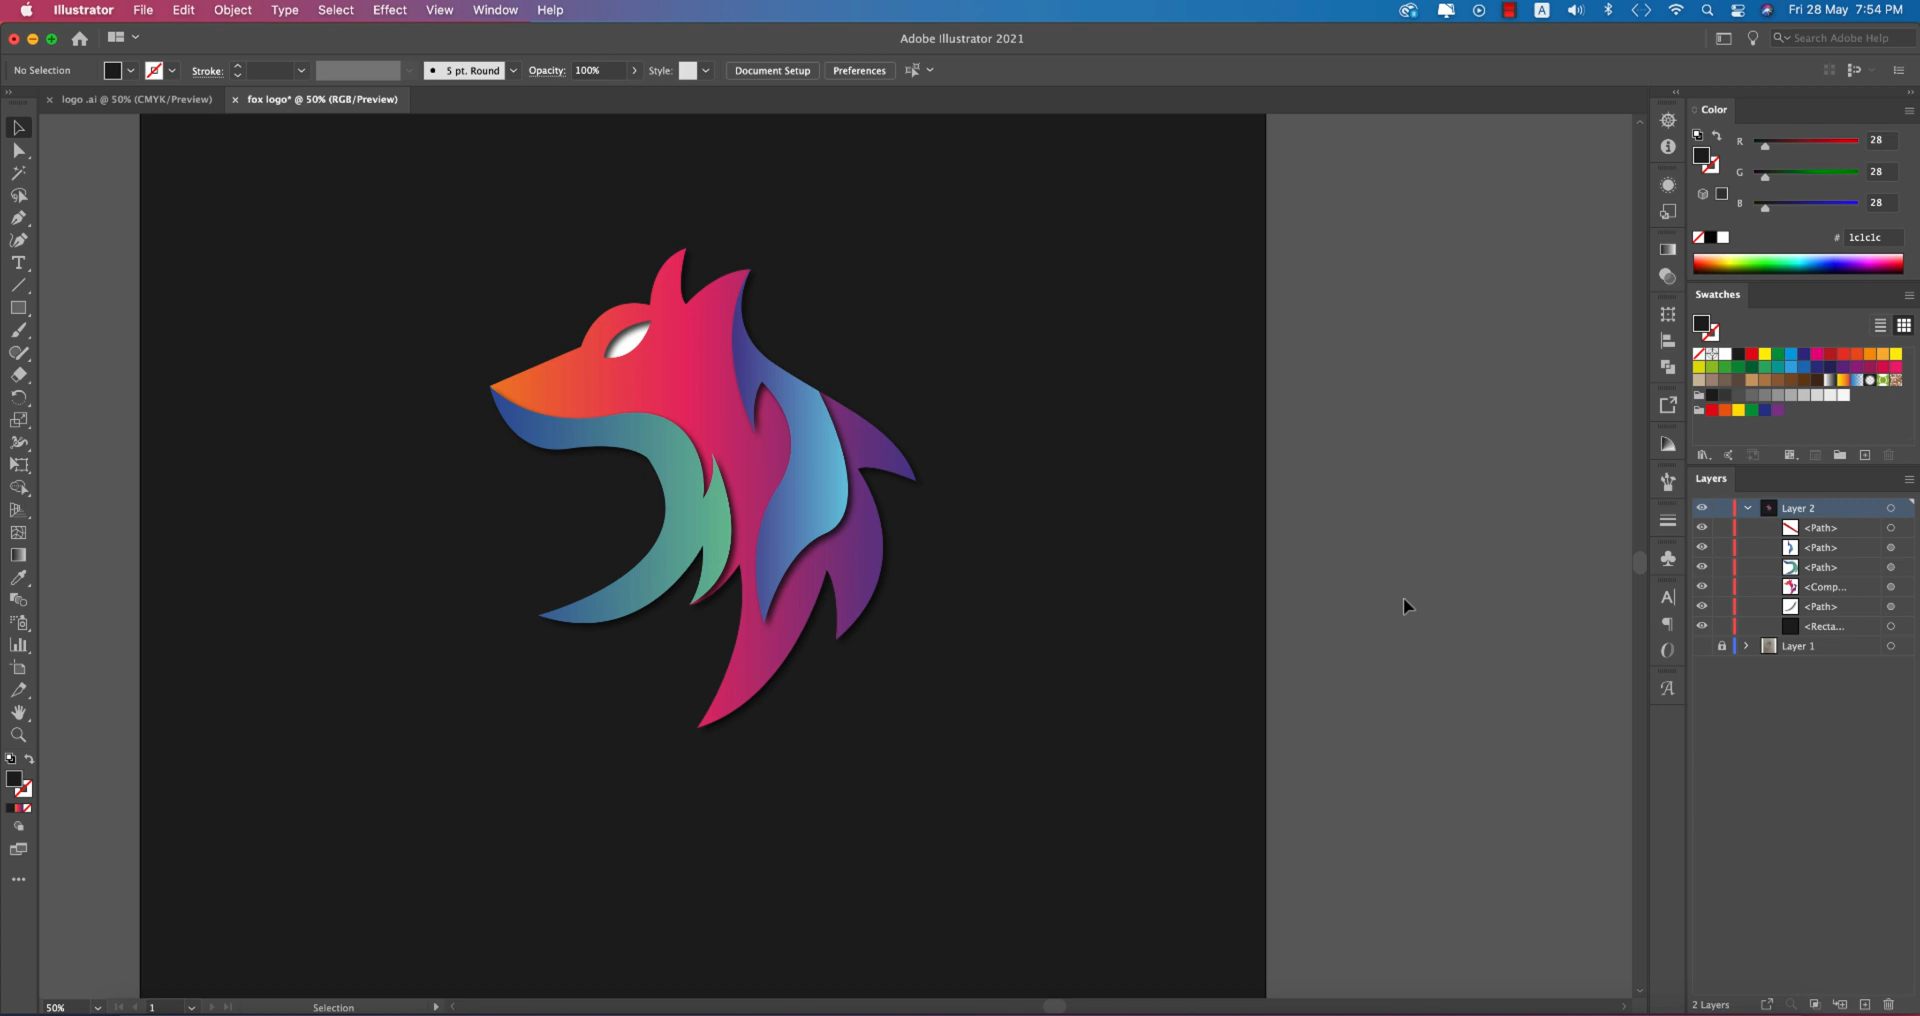 Illustrator File Edit Object Type Select Effect View Window Help A Fri 28 May 7:54 PM
Adobe Illustrator 2021 Search Adobe Help
No Selection Stroke: 5 pt. Round Opacity: 100% Style: Document Setup Preferences
logo .ai @ 50% (CMYK/Preview) fox logo* @ 50% (RGB/Preview)
Color
R 28
G 28
B 28
# 1c1c1c
Swatches
Layers
Layer 2
<Path>
<Path>
<Path>
<Comp...
<Path>
<Recta...
Layer 1
2 Layers
50% 1 Selection